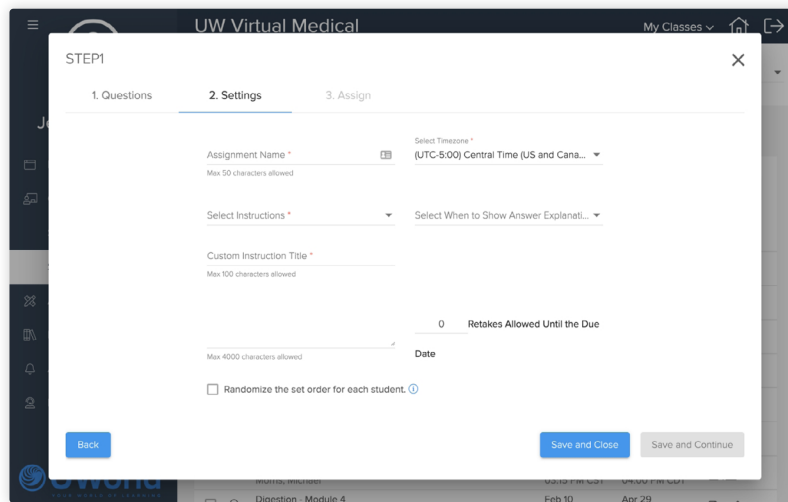 UW Virtual Medical
My Classes
STEP1
1. Questions
2. Settings
3. Assign
Assignment Name *
Max 50 characters allowed
Select Timezone *
(UTC-5:00) Central Time (US and Cana...
Select Instructions *
Select When to Show Answer Explanati...
Custom Instruction Title *
Max 100 characters allowed
0 Retakes Allowed Until the Due
Date
Max 4000 characters allowed
Randomize the set order for each student.
Back
Save and Close
Save and Continue
Morris, Michael
03:15 PM CST
04:00 PM CDT
YOUR WORLD OF LEARNING
Digestion - Module 4
Feb 10
Apr 29